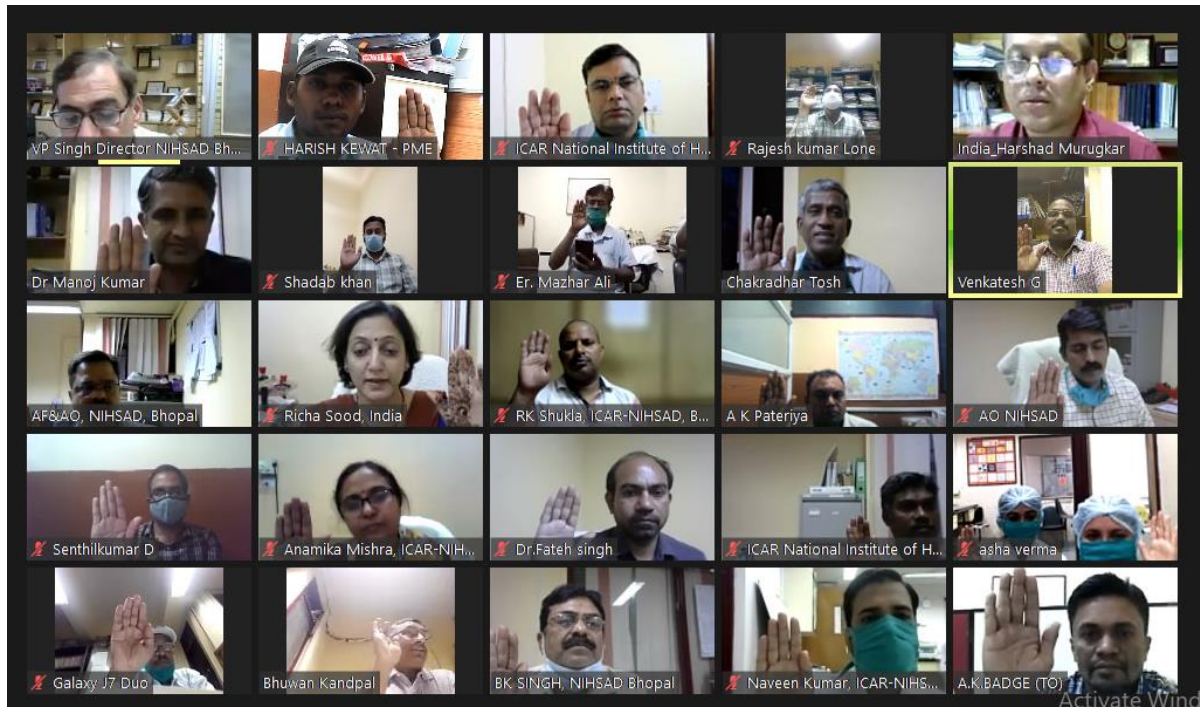 VP Singh Director NIHSAD Bh...
HARISH KEWAT - PME
ICAR National Institute of H...
Rajesh kumar Lone
India_Harshad Murugkar
Dr Manoj Kumar
Shadab khan
Er. Mazhar Ali
Chakradhar Tosh
Venkatesh G
AF&AO, NIHSAD, Bhopal
Richa Sood, India
RK Shukla, ICAR-NIHSAD, B...
A K Pateriya
AO NIHSAD
Senthilkumar D
Anamika Mishra, ICAR-NIH...
Dr.Fateh singh
ICAR National Institute of H...
asha verma
Galaxy J7 Duo
Bhuwan Kandpal
BK SINGH, NIHSAD Bhopal
Naveen Kumar, ICAR-NIHS...
A.K.BADGE (TO)
Activate Wind